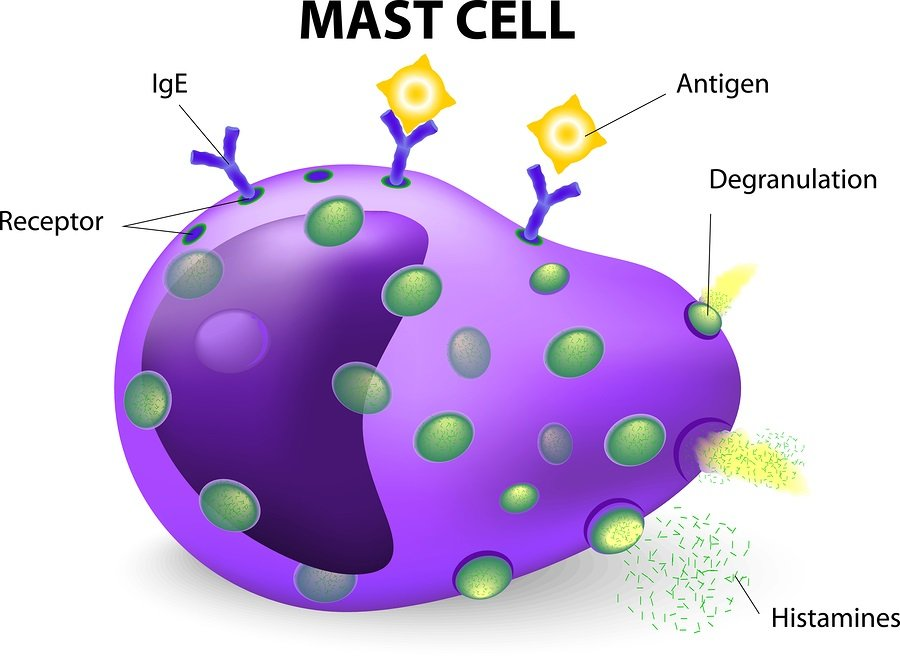 MAST CELL
IgE
Antigen
Degranulation
Receptor
Histamines